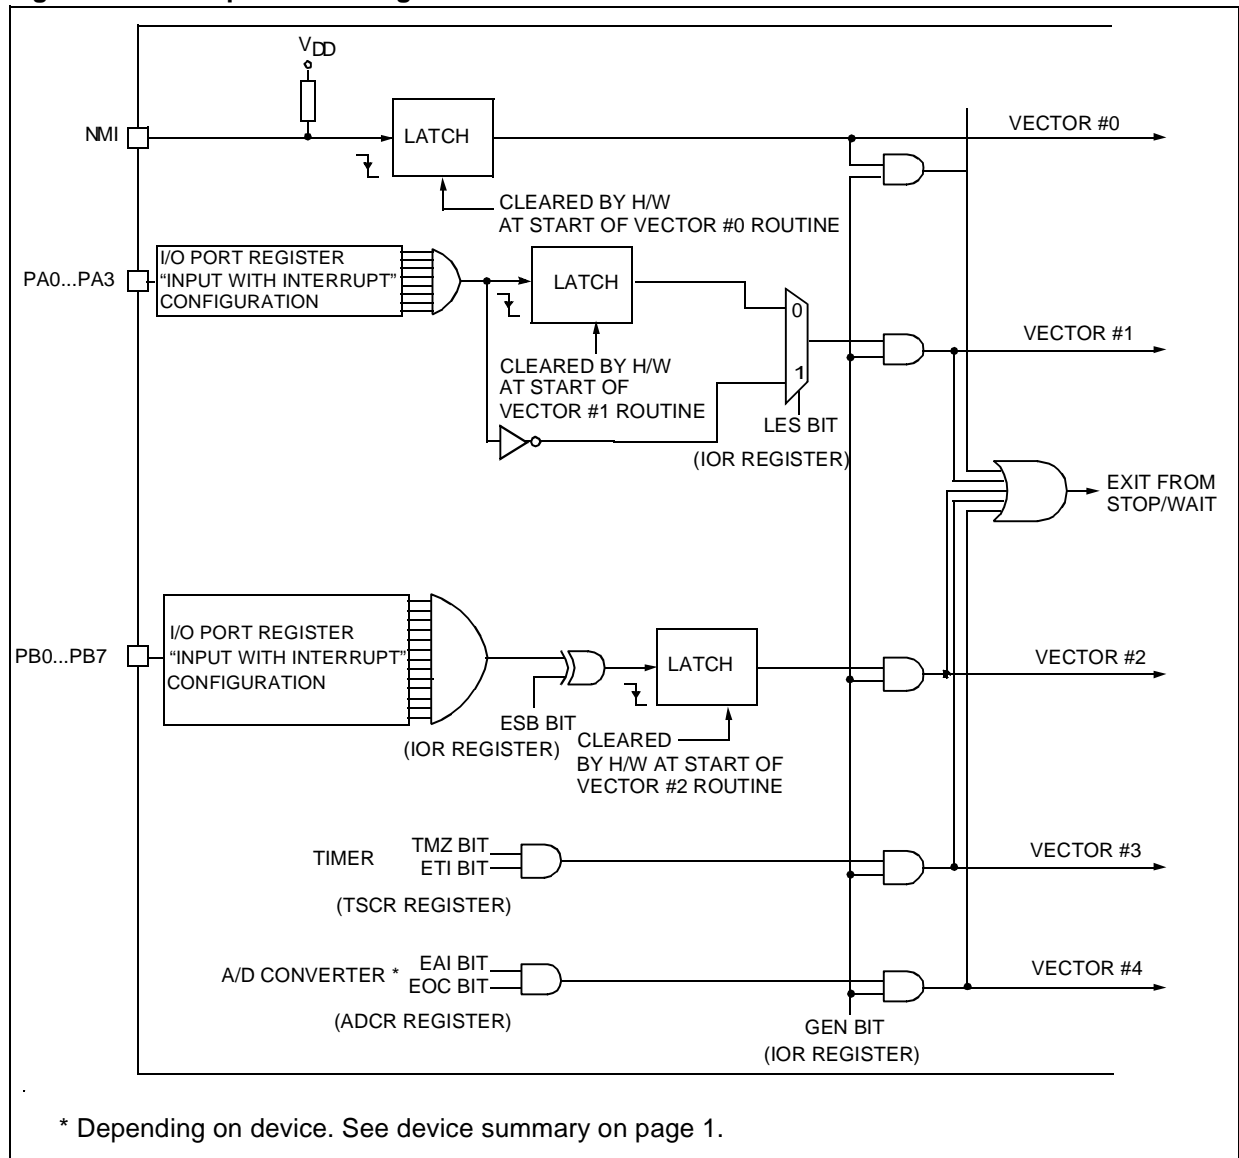 VDD
NMI
LATCH
VECTOR #0
CLEARED BY H/W
AT START OF VECTOR #0 ROUTINE
PA0...PA3
I/O PORT REGISTER
“INPUT WITH INTERRUPT”
CONFIGURATION
LATCH
0
1
VECTOR #1
CLEARED BY H/W
AT START OF
VECTOR #1 ROUTINE
LES BIT
(IOR REGISTER)
EXIT FROM
STOP/WAIT
PB0...PB7
I/O PORT REGISTER
“INPUT WITH INTERRUPT”
CONFIGURATION
LATCH
VECTOR #2
ESB BIT
(IOR REGISTER)
CLEARED
BY H/W AT START OF
VECTOR #2 ROUTINE
TIMER
TMZ BIT
ETI BIT
(TSCR REGISTER)
VECTOR #3
A/D CONVERTER *
EAI BIT
EOC BIT
(ADCR REGISTER)
VECTOR #4
GEN BIT
(IOR REGISTER)
* Depending on device. See device summary on page 1.